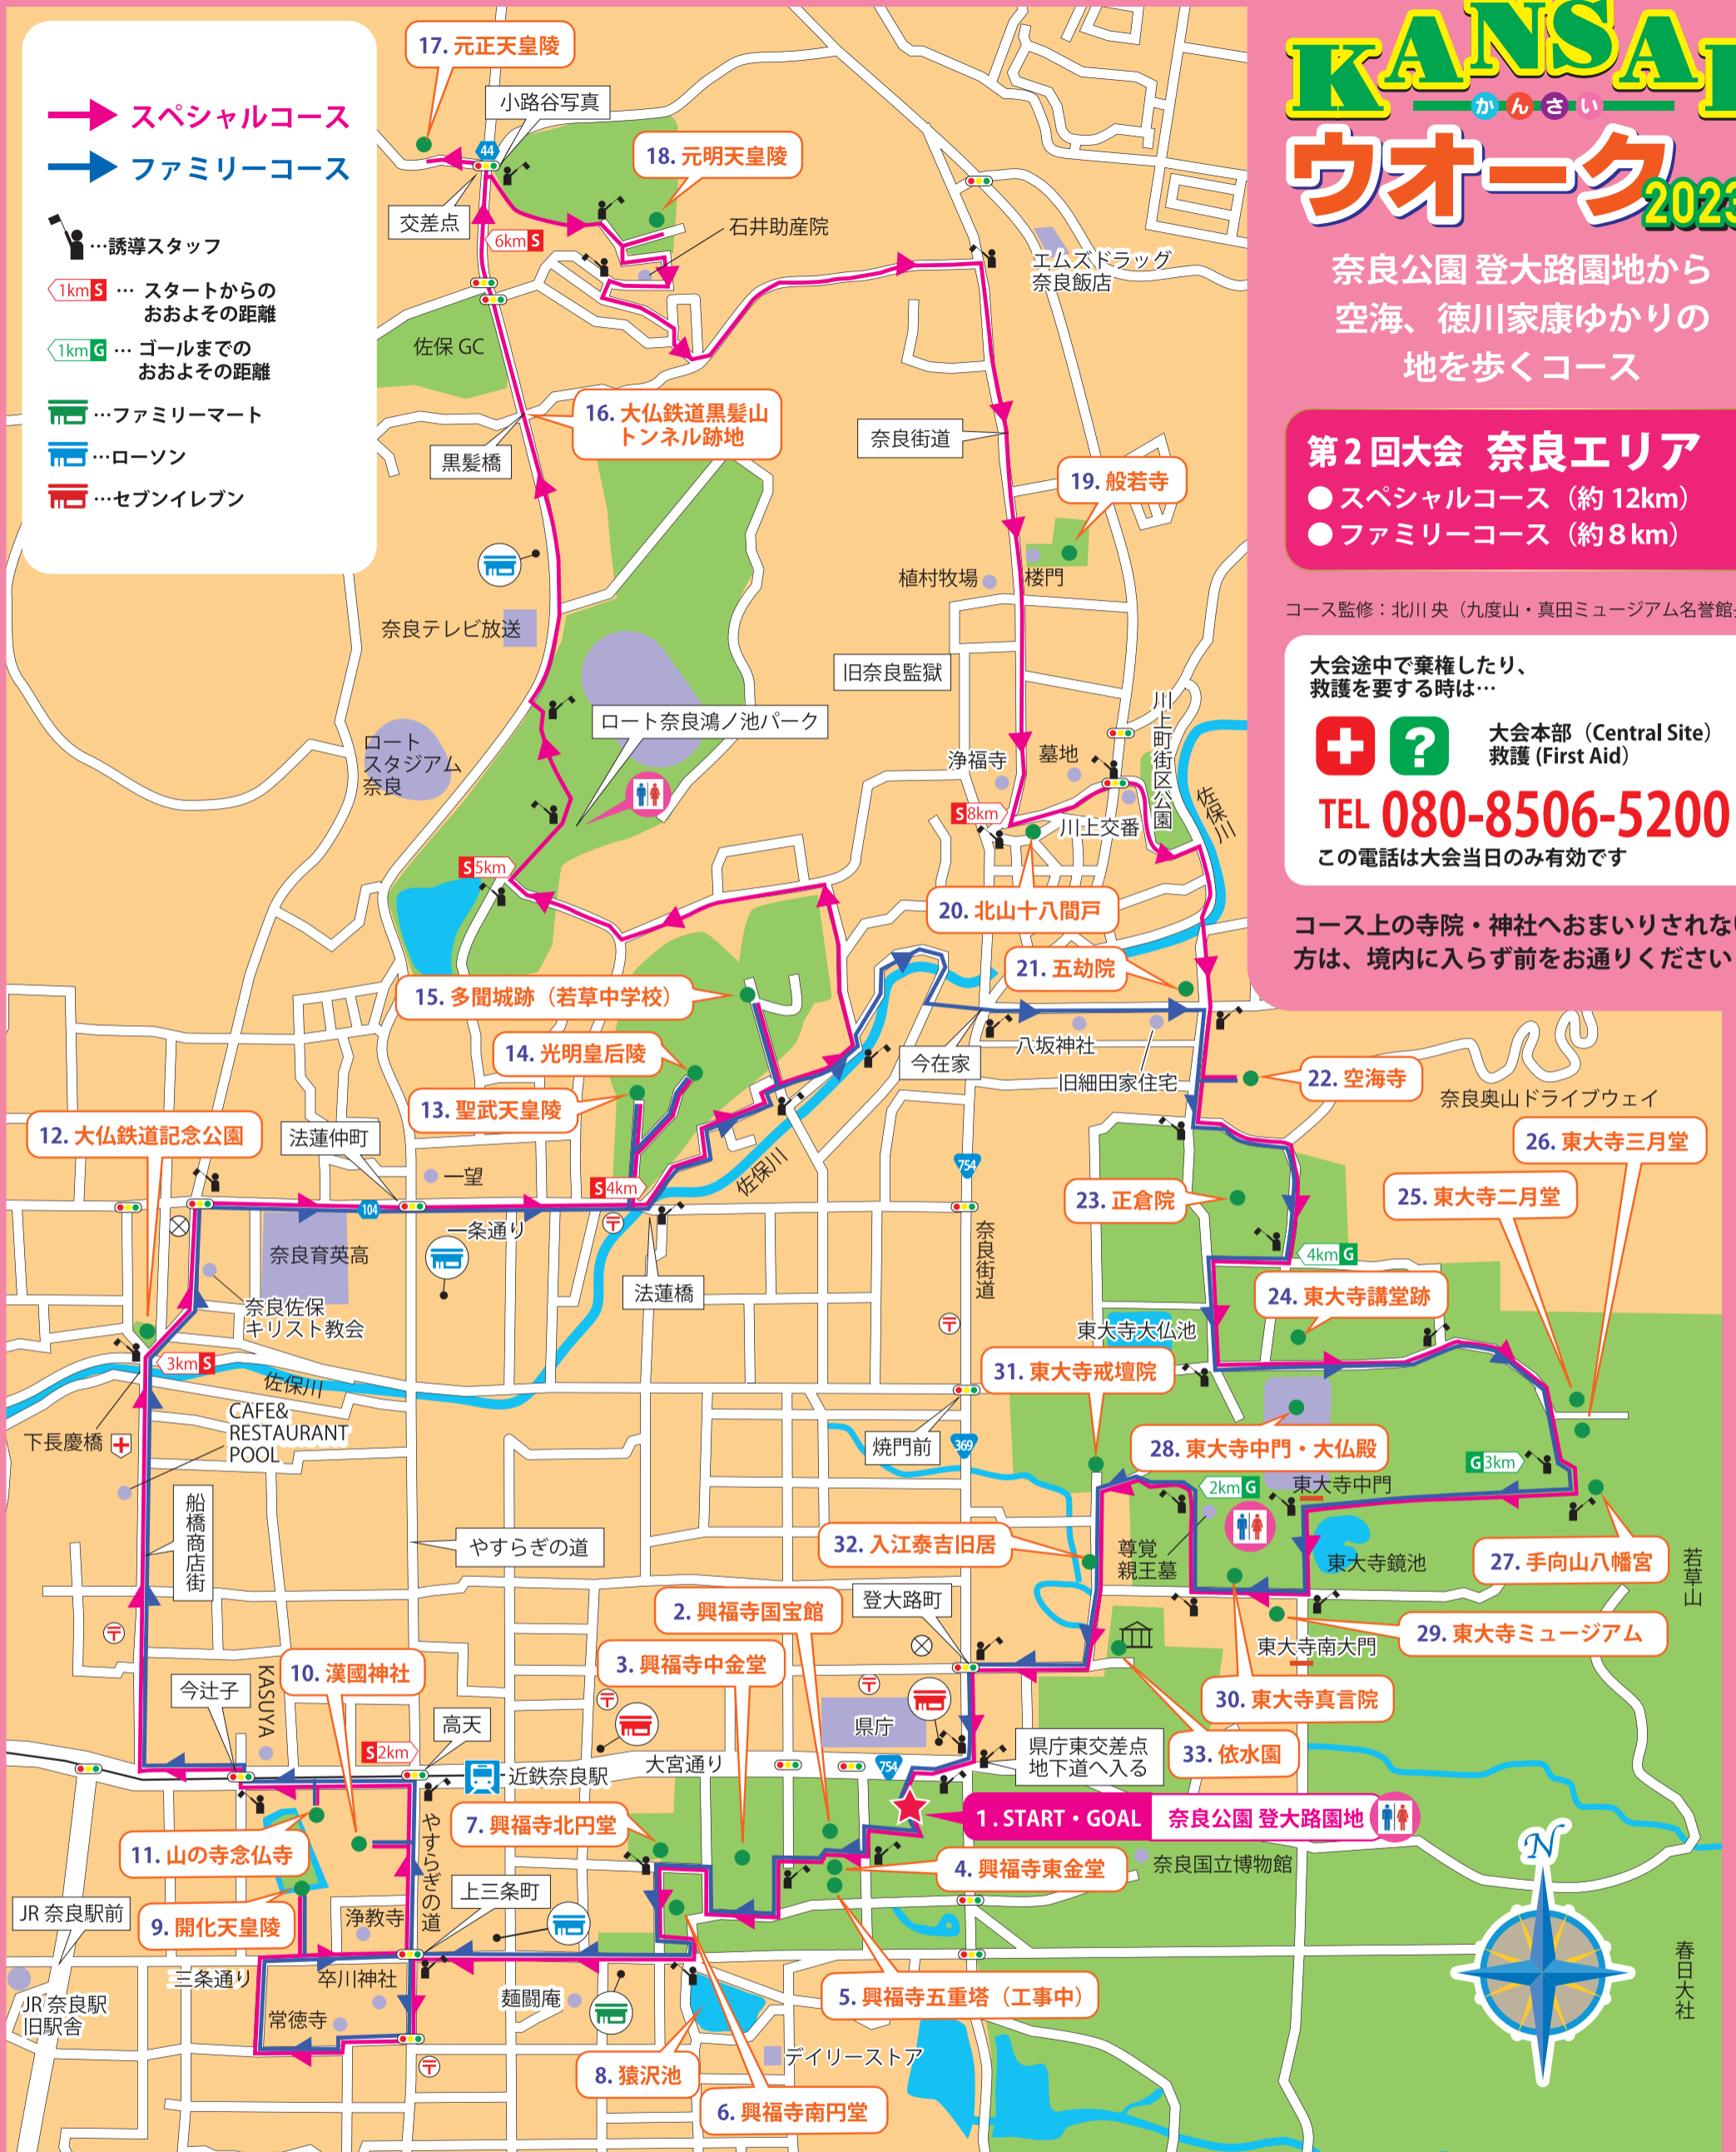 スペシャルコース
ファミリーコース
…誘導スタッフ
1km S … スタートからの
おおよその距離
1km G … ゴールまでの
おおよその距離
…ファミリーマート
…ローソン
…セブンイレブン
KANSAI
かんさい
ウオーク
2023
奈良公園 登大路園地から
空海、徳川家康ゆかりの
地を歩くコース
第2回大会 奈良エリア
● スペシャルコース（約 12km）
● ファミリーコース（約8km）
コース監修：北川 央（九度山・真田ミュージアム名誉館
大会途中で棄権したり、
救護を要する時は…
?
大会本部（Central Site）
救護 (First Aid）
TEL 080-8506-5200
この電話は大会当日のみ有効です
コース上の寺院・神社へおまいりされな
方は、境内に入らず前をお通りください
17. 元正天皇陵
小路谷写真
44
18. 元明天皇陵
交差点
6km S
石井助産院
エムズドラッグ
奈良飯店
佐保 GC
16. 大仏鉄道黒髪山
トンネル跡地
黒髪橋
奈良街道
19. 般若寺
植村牧場
楼門
奈良テレビ放送
旧奈良監獄
ロート奈良鴻ノ池パーク
ロート
スタジアム
奈良
浄福寺
墓地
川上町街区公園
佐保川
S 8km
川上交番
S 5km
20. 北山十八間戸
21. 五劫院
15. 多聞城跡（若草中学校）
14. 光明皇后陵
13. 聖武天皇陵
今在家
八坂神社
旧細田家住宅
22. 空海寺
奈良奥山ドライブウェイ
12. 大仏鉄道記念公園
法蓮仲町
一望
S 4km
佐保川
754
26. 東大寺三月堂
25. 東大寺二月堂
23. 正倉院
104
一条通り
奈良育英高
奈良街道
4km G
法蓮橋
24. 東大寺講堂跡
奈良佐保
キリスト教会
東大寺大仏池
3km S
佐保川
31. 東大寺戒壇院
CAFE&
RESTAURANT
POOL
下長慶橋
焼門前
369
28. 東大寺中門・大仏殿
G 3km
2km G
東大寺中門
船橋商店街
やすらぎの道
32. 入江泰吉旧居
尊覚
親王墓
東大寺鏡池
27. 手向山八幡宮
若草山
登大路町
2. 興福寺国宝館
29. 東大寺ミュージアム
東大寺南大門
3. 興福寺中金堂
KASUYA
10. 漢國神社
今辻子
30. 東大寺真言院
高天
県庁
S 2km
県庁東交差点
地下道へ入る
33. 依水園
大宮通り
754
近鉄奈良駅
1. START・GOAL 奈良公園 登大路園地
7. 興福寺北円堂
やすらぎの道
11. 山の寺念仏寺
4. 興福寺東金堂
奈良国立博物館
N
上三条町
JR 奈良駅前
浄教寺
9. 開化天皇陵
三条通り
卒川神社
春日大社
JR 奈良駅
旧駅舎
常徳寺
麺闘庵
5. 興福寺五重塔（工事中）
8. 猿沢池
デイリーストア
6. 興福寺南円堂